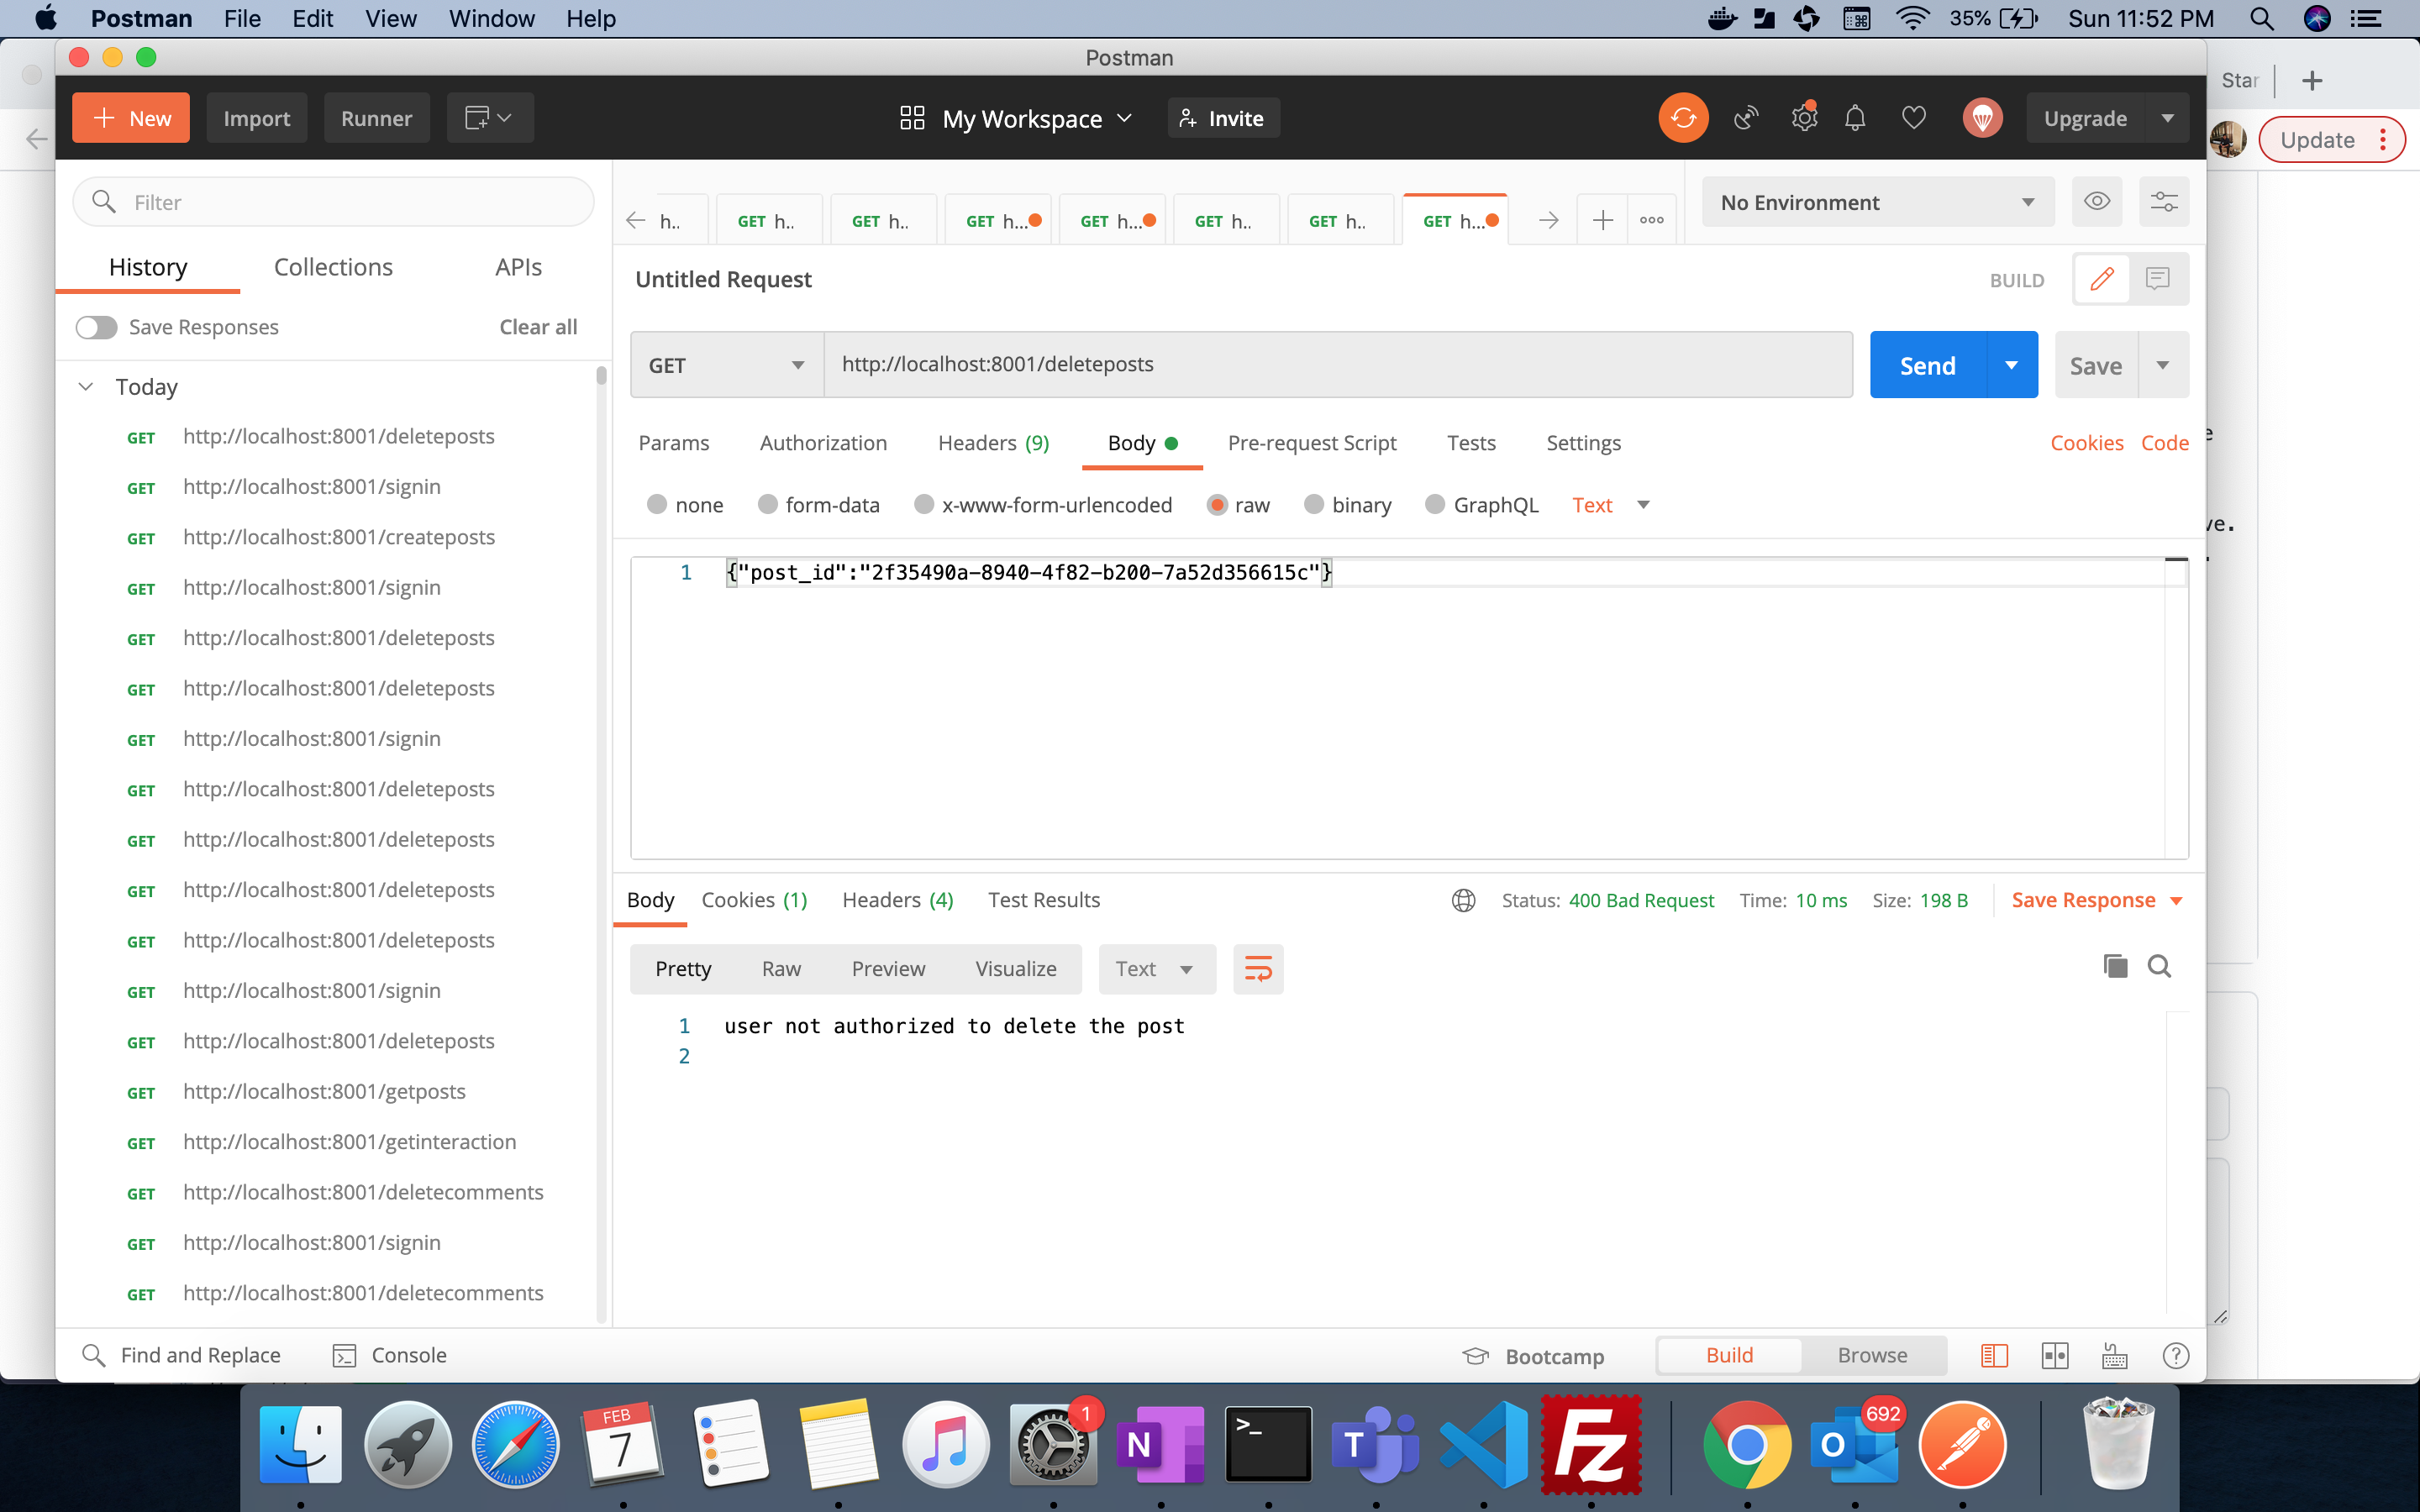 Postman File Edit View Window Help 35% Sun 11:52 PM
Postman
Star
New Import Runner My Workspace Invite Upgrade
Update
Filter
h.. GET h.. GET h.. GET h... GET h... GET h.. GET h.. GET h...
No Environment
History Collections APIs
Untitled Request BUILD
Save Responses Clear all
GET http://localhost:8001/deleteposts Send Save
Today
GET http://localhost:8001/deleteposts
GET http://localhost:8001/signin
GET http://localhost:8001/createposts
GET http://localhost:8001/signin
GET http://localhost:8001/deleteposts
GET http://localhost:8001/deleteposts
GET http://localhost:8001/signin
GET http://localhost:8001/deleteposts
GET http://localhost:8001/deleteposts
GET http://localhost:8001/deleteposts
GET http://localhost:8001/deleteposts
GET http://localhost:8001/signin
GET http://localhost:8001/deleteposts
GET http://localhost:8001/getposts
GET http://localhost:8001/getinteraction
GET http://localhost:8001/deletecomments
GET http://localhost:8001/signin
GET http://localhost:8001/deletecomments
Params Authorization Headers (9) Body Pre-request Script Tests Settings Cookies Code
none form-data x-www-form-urlencoded raw binary GraphQL Text
1 {"post_id":"2f35490a-8940-4f82-b200-7a52d356615c"}
Body Cookies (1) Headers (4) Test Results Status: 400 Bad Request Time: 10 ms Size: 198 B Save Response
Pretty Raw Preview Visualize Text
1 user not authorized to delete the post
2
Find and Replace Console Bootcamp Build Browse
FEB
7
1
N
>_
T
Fz
O
692